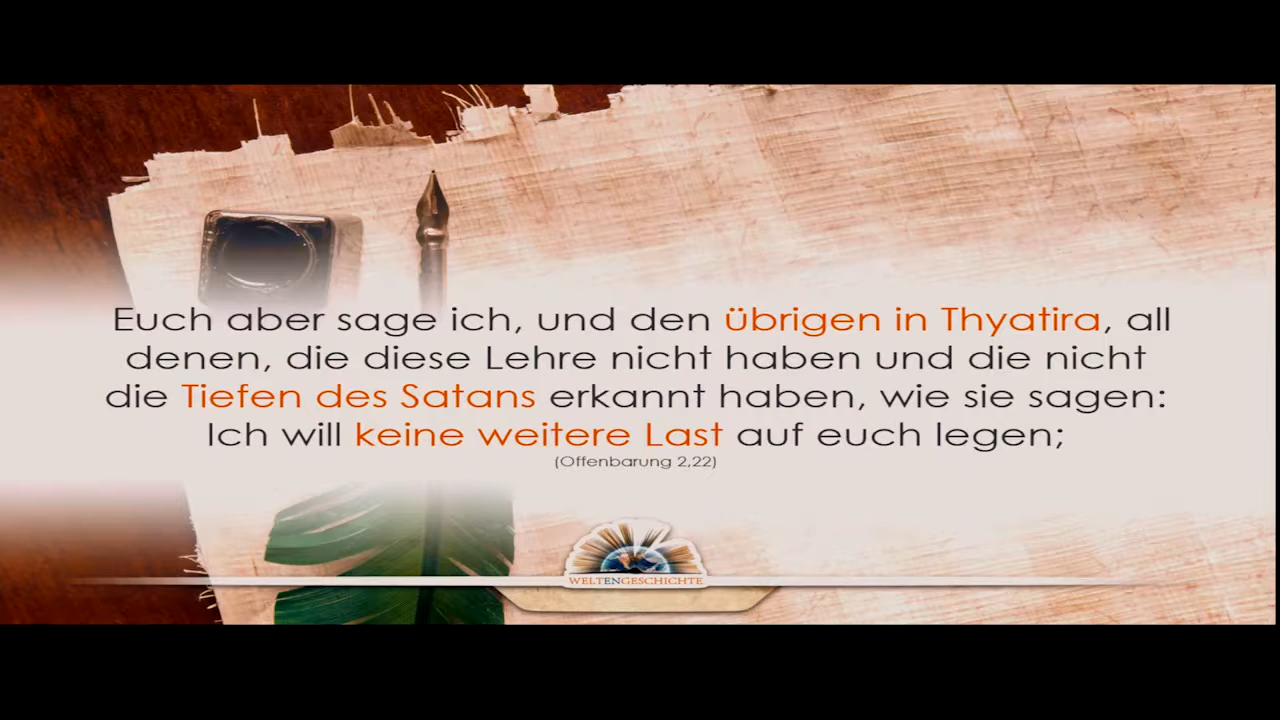 Euch aber sage ich, und den übrigen in Thyatira, all
denen, die diese Lehre nicht haben und die nicht
die Tiefen des Satans erkannt haben, wie sie sagen:
Ich will keine weitere Last auf euch legen;
(Offenbarung 2,22)
WELTENGESCHICHTE